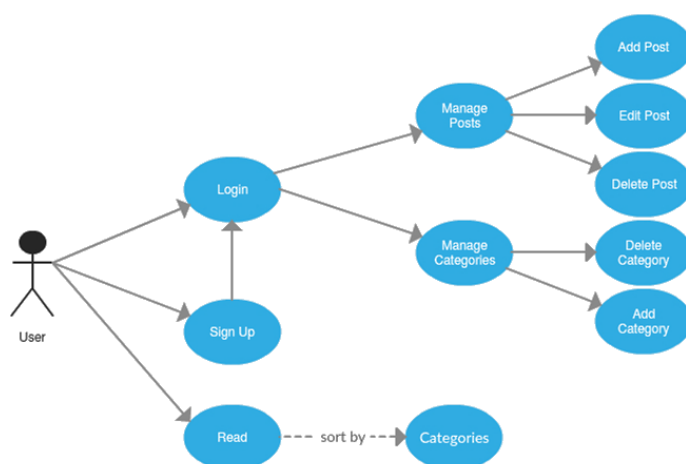 Add Post
Manage
Posts
Edit Post
Login
Delete Post
Manage
Categories
Delete
Category
User
Sign Up
Add
Category
Read
sort by
Categories